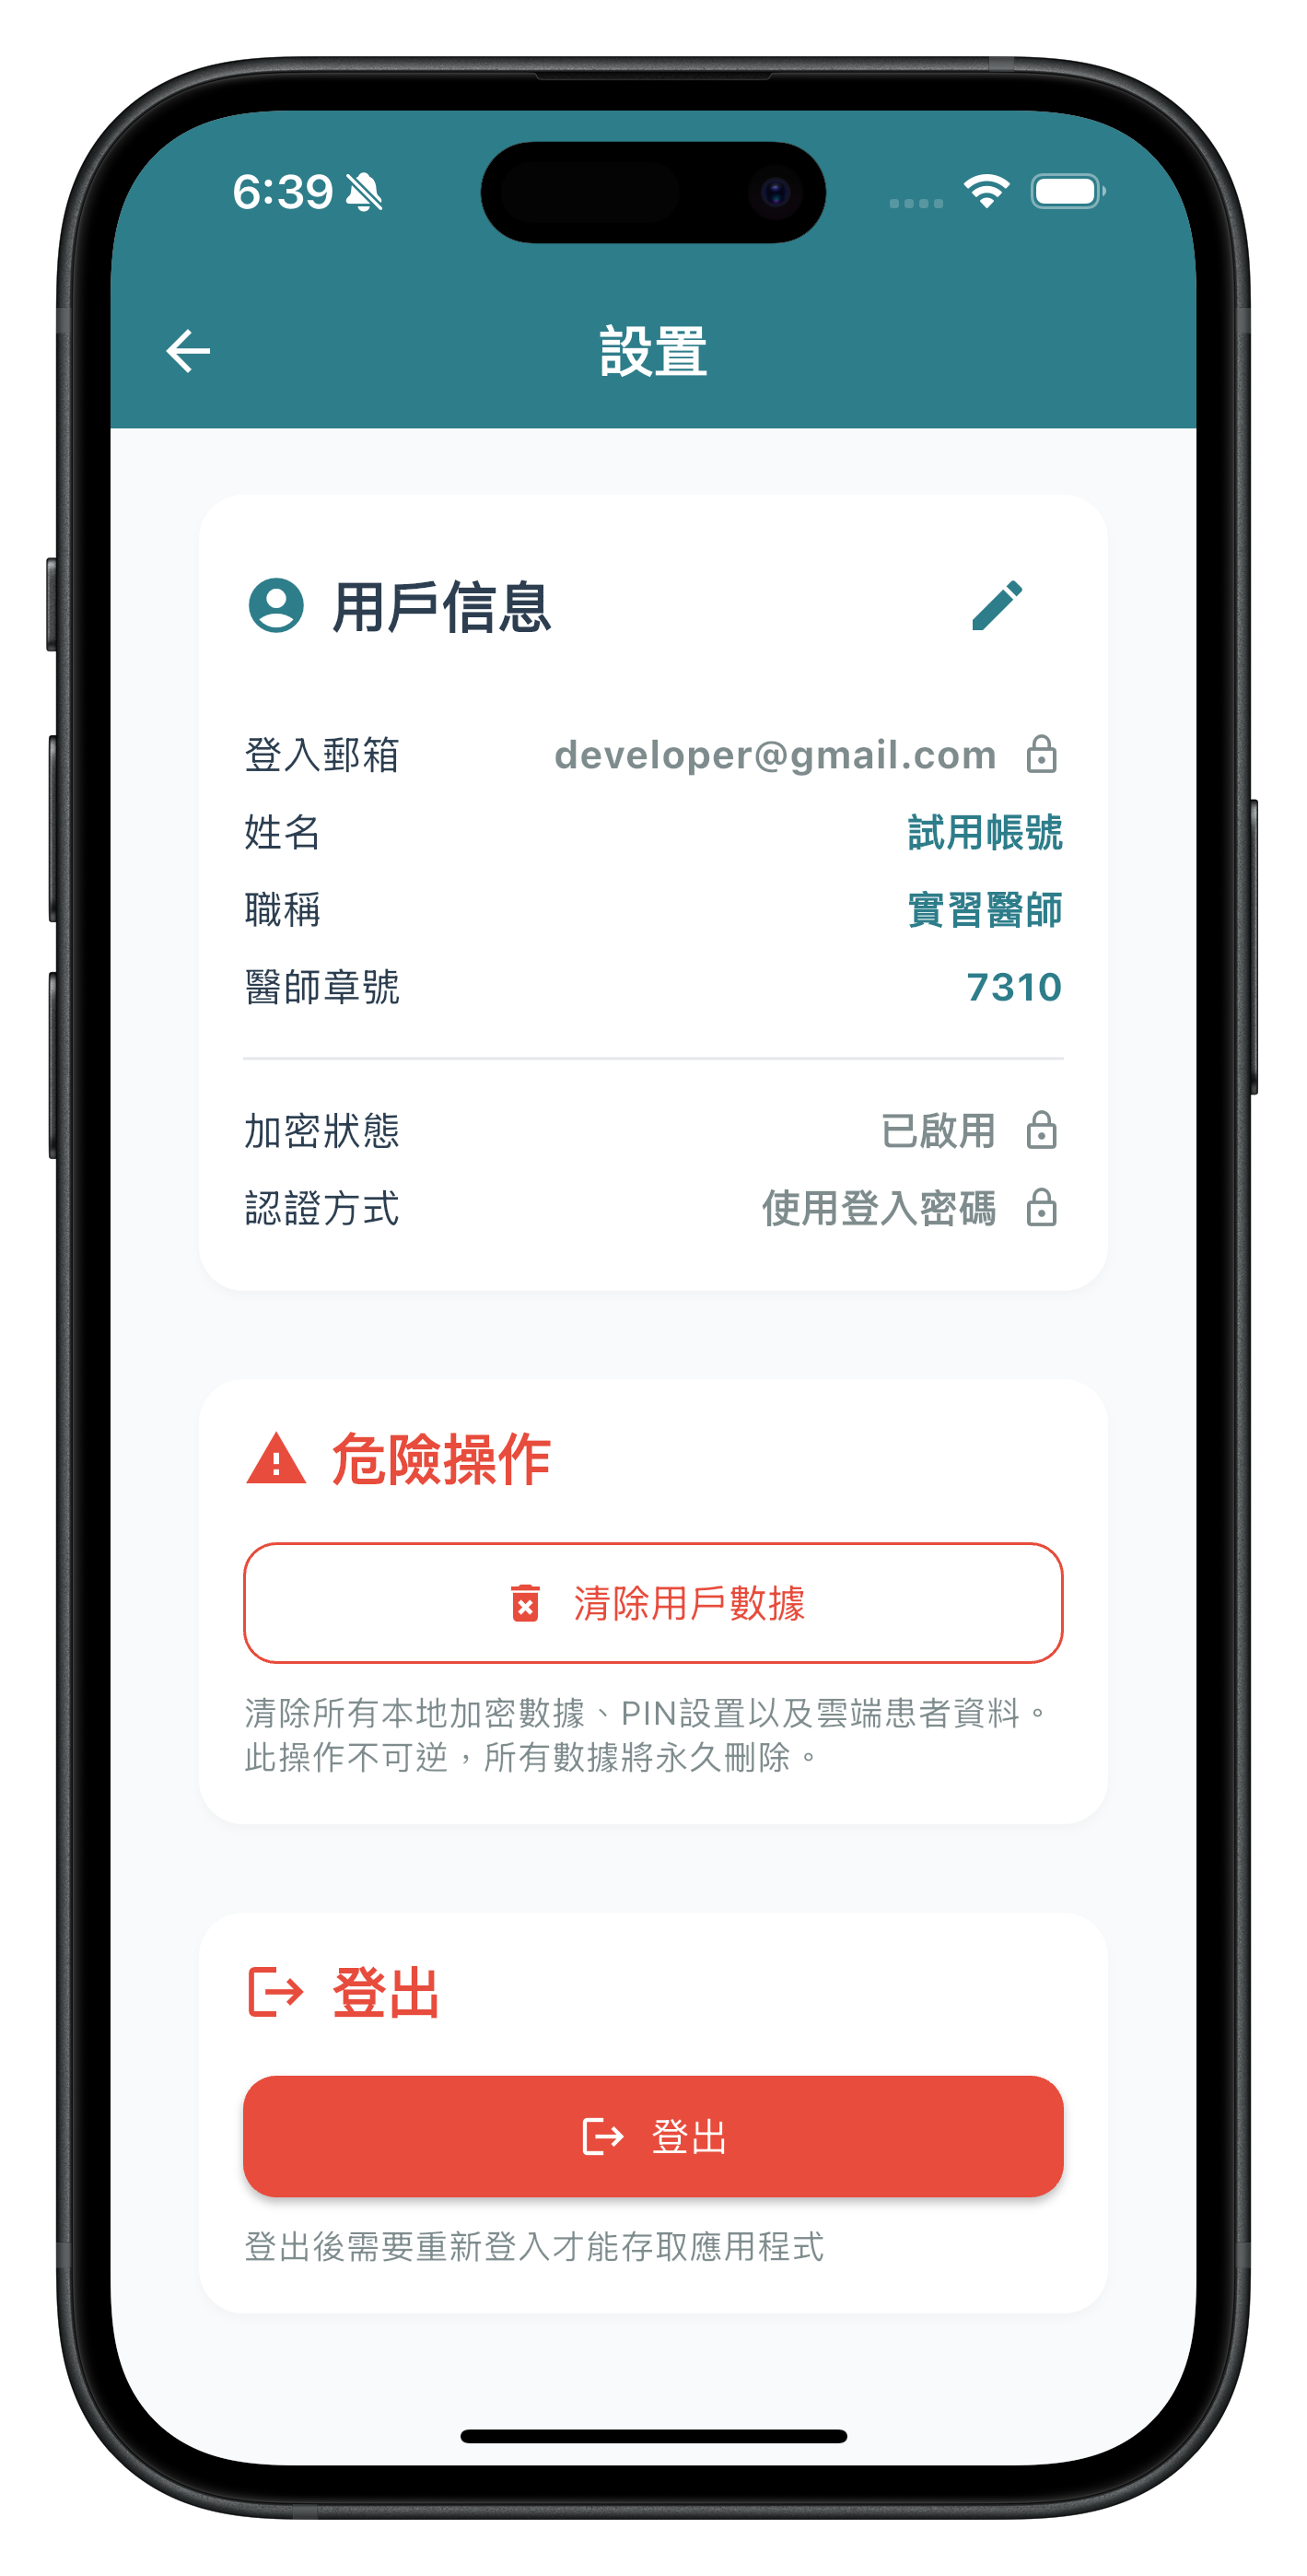 6:39
設置
用戶信息
登入郵箱 developer@gmail.com
姓名 試用帳號
職稱 實習醫師
醫師章號 7310
加密狀態 已啟用
認證方式 使用登入密碼
危險操作
清除用戶數據
清除所有本地加密數據、PIN設置以及雲端患者資料。
此操作不可逆，所有數據將永久刪除。
登出
登出
登出後需要重新登入才能存取應用程式